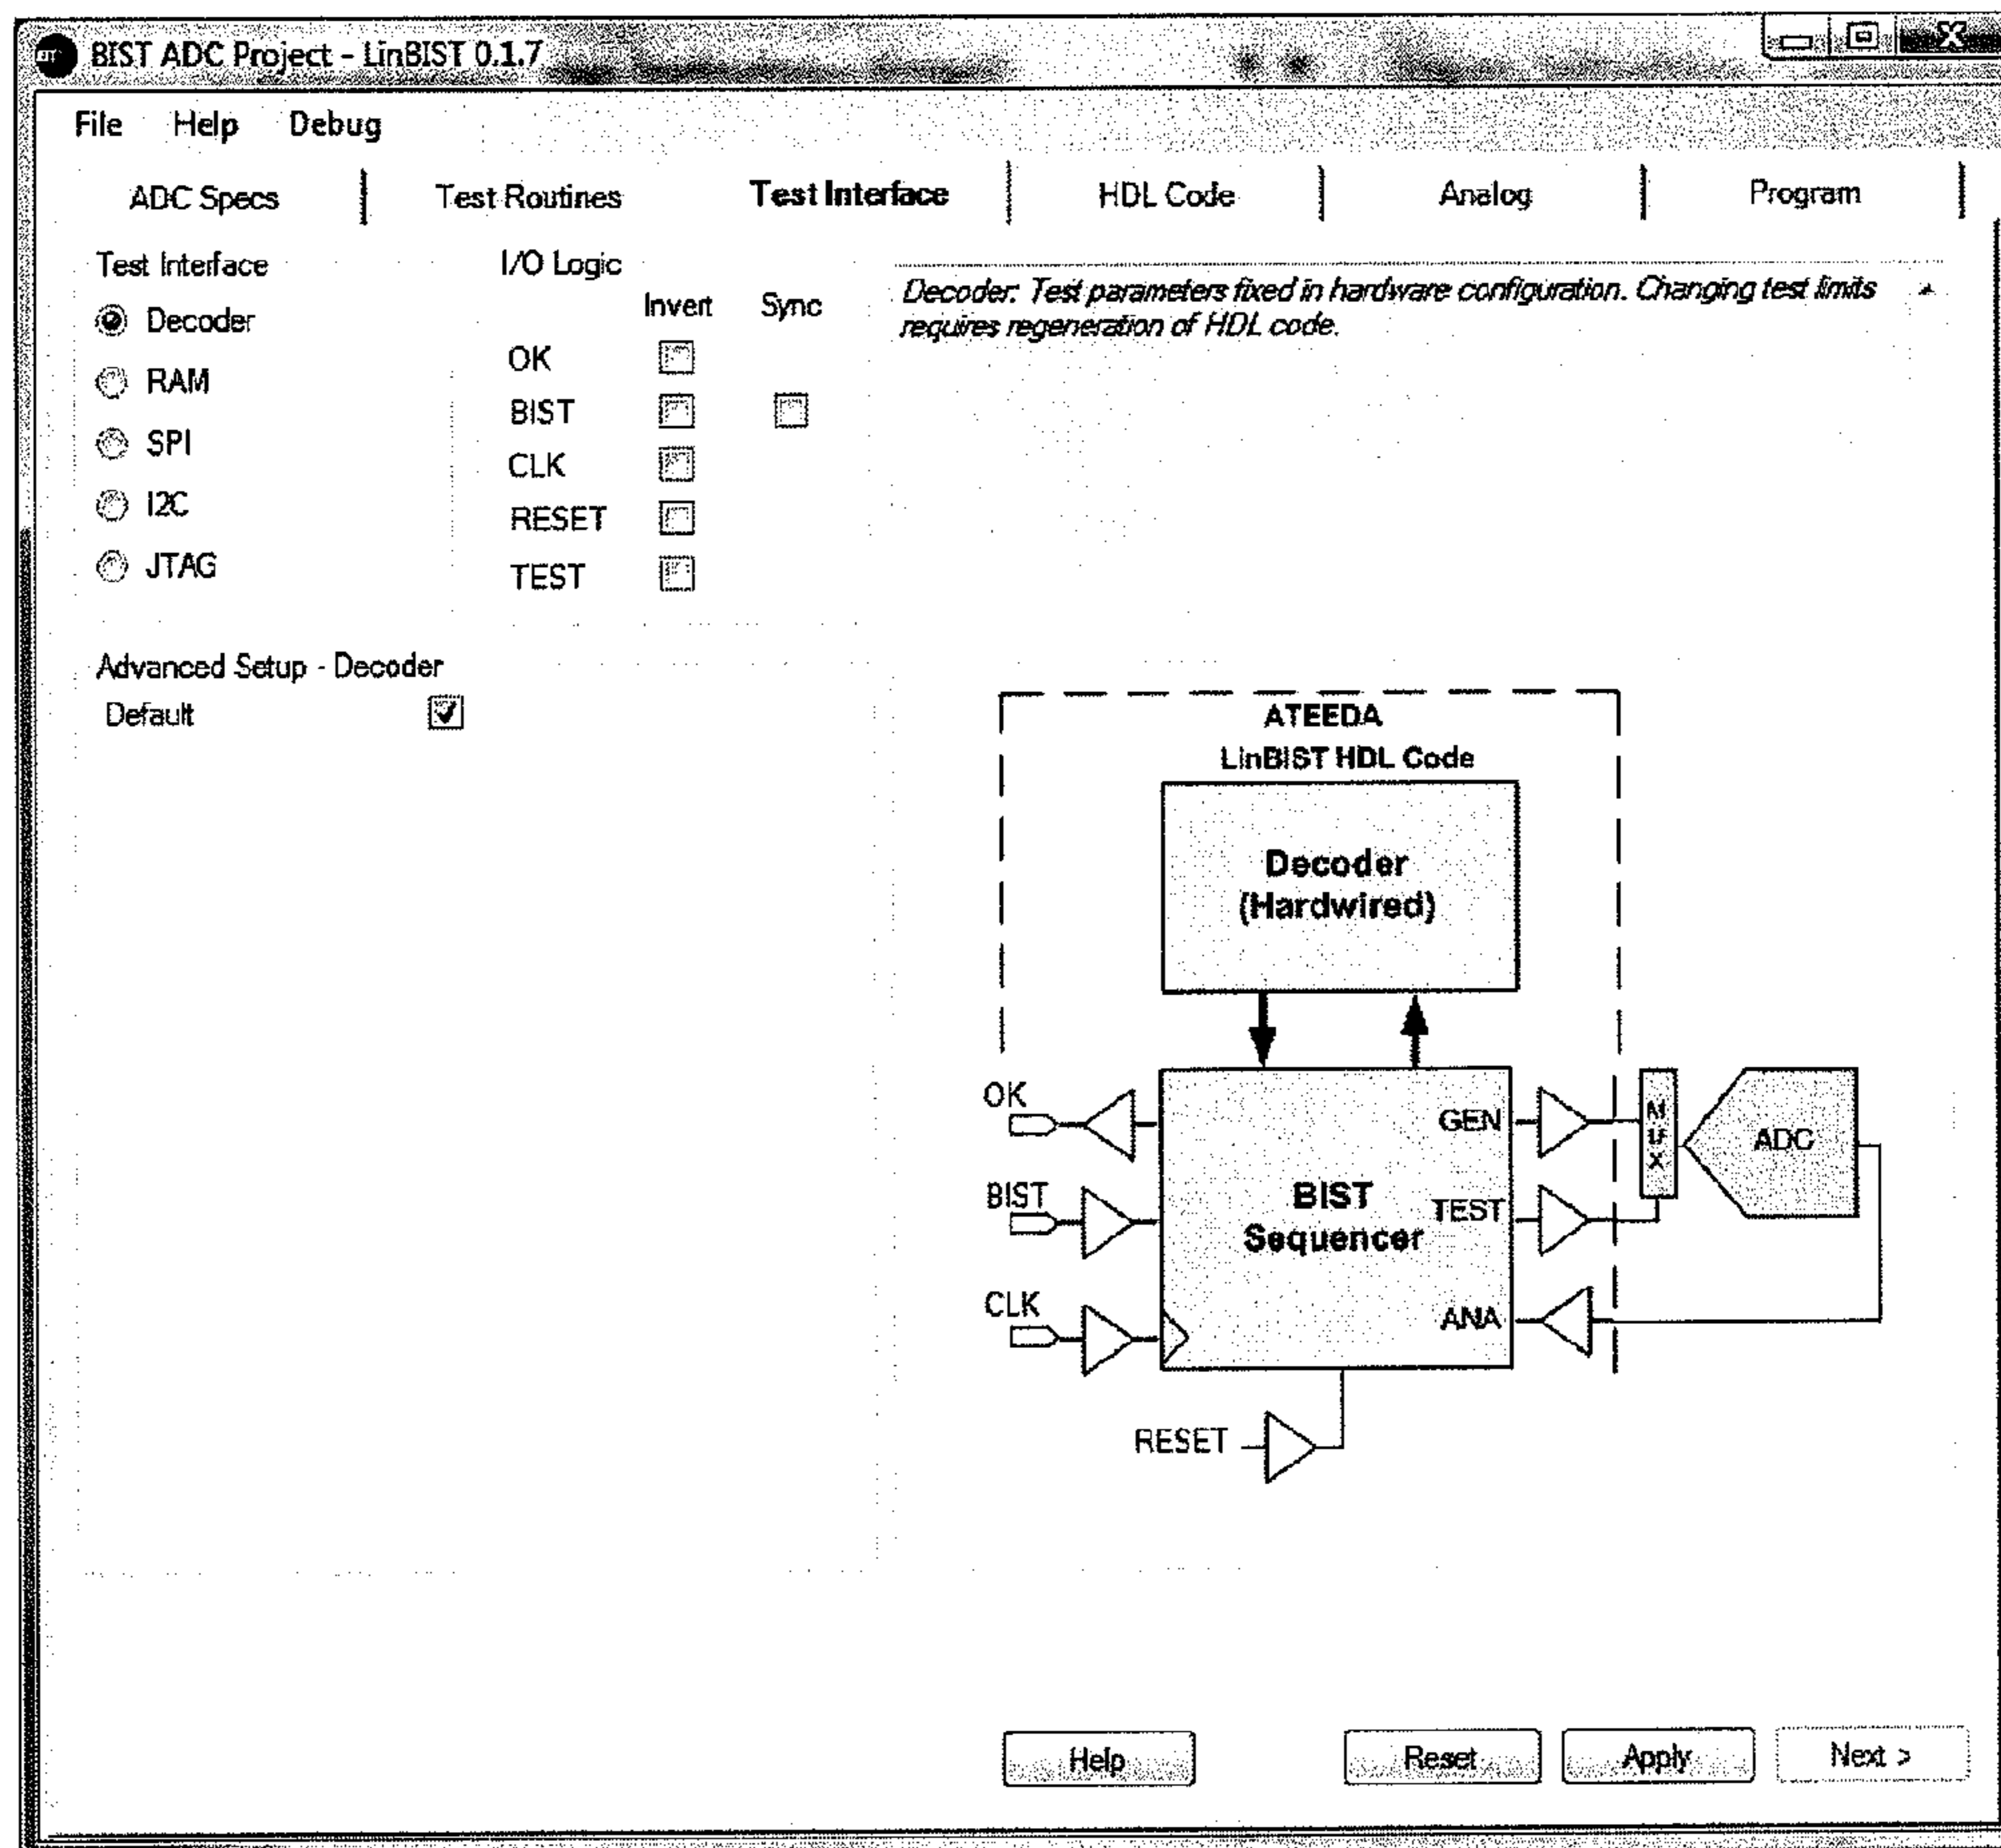 BIST ADC Project - LinBIST 0.1.7
File Help Debug
ADC Specs Test Routines Test Interface HDL Code Analog Program
Test Interface
Decoder
RAM
SPI
I2C
JTAG
I/O Logic
Invert Sync
OK
BIST
CLK
RESET
TEST
Decoder: Test parameters fixed in hardware configuration. Changing test limits
requires regeneration of HDL code.
Advanced Setup - Decoder
Default
ATEEDA
LinBIST HDL Code
Decoder
(Hardwired)
OK
BIST
CLK
RESET
BIST
Sequencer
GEN
TEST
ANA
MUX
ADC
Help Reset Apply Next >